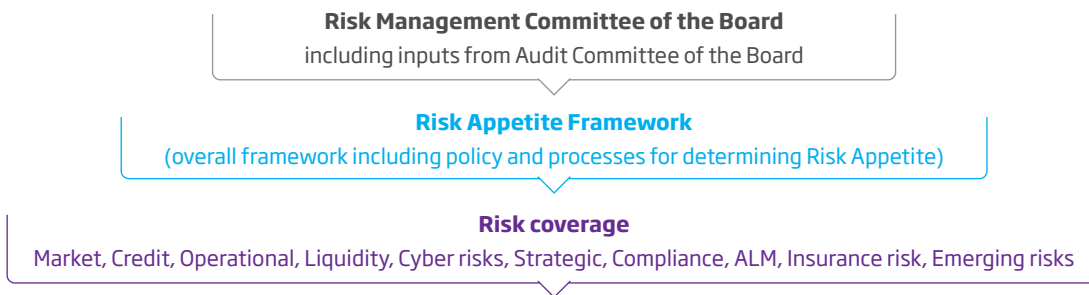 Risk Management Committee of the Board
including inputs from Audit Committee of the Board
Risk Appetite Framework
(overall framework including policy and processes for determining Risk Appetite)
Risk coverage
Market, Credit, Operational, Liquidity, Cyber risks, Strategic, Compliance, ALM, Insurance risk, Emerging risks